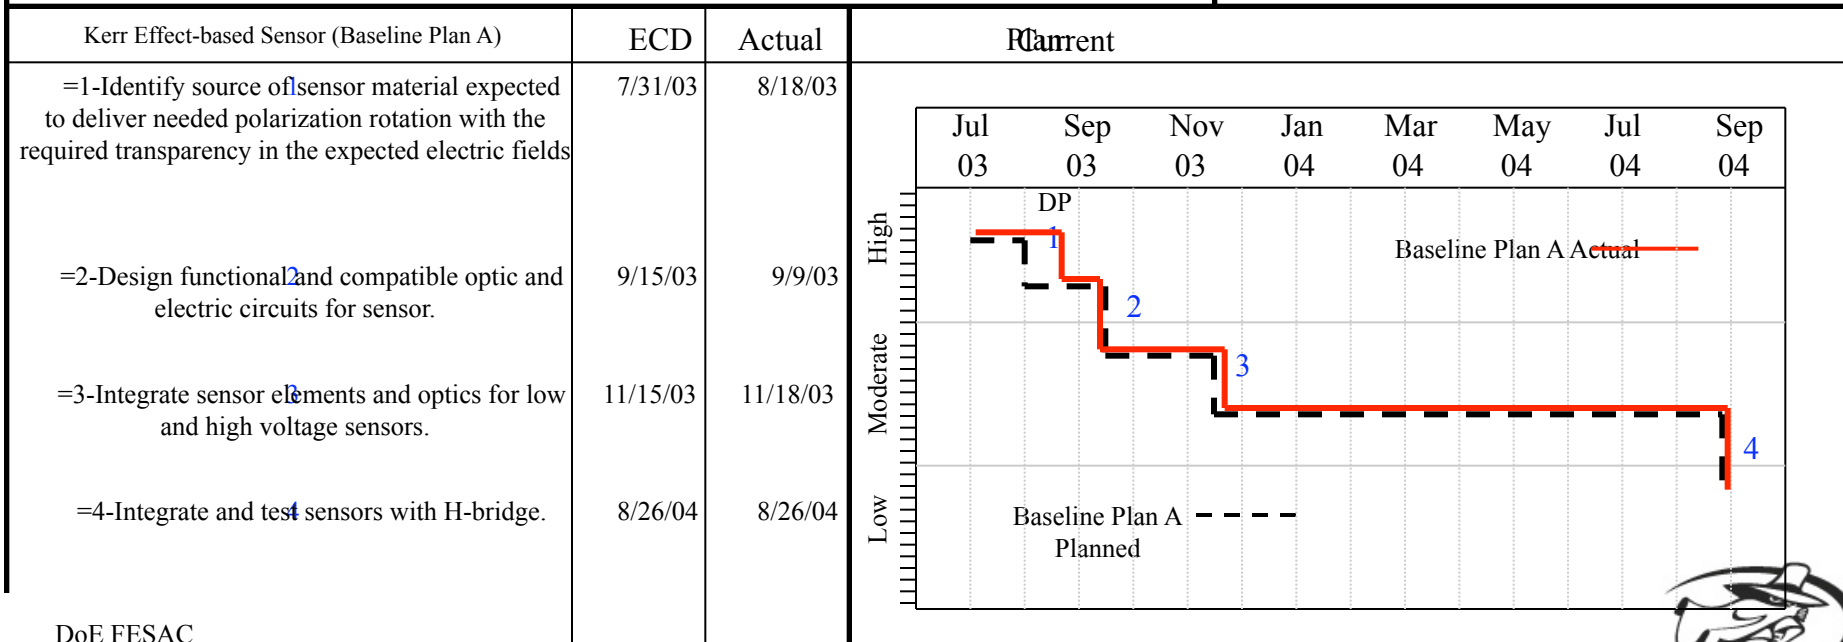 Kerr Effect-based Sensor (Baseline Plan A) ECD Actual Plan Current
=1-Identify source of sensor material expected 7/31/03 8/18/03
1
to deliver needed polarization rotation with the
required transparency in the expected electric fields
=2-Design functional and compatible optic and 9/15/03 9/9/03
2
electric circuits for sensor.
=3-Integrate sensor elements and optics for low 11/15/03 11/18/03
3
and high voltage sensors.
=4-Integrate and test sensors with H-bridge. 8/26/04 8/26/04
4
DoE FESAC
Jul Sep Nov Jan Mar May Jul Sep
03 03 03 04 04 04 04 04
DP
1
High
Baseline Plan A Actual
2
Moderate
3
4
Low
Baseline Plan A
Planned